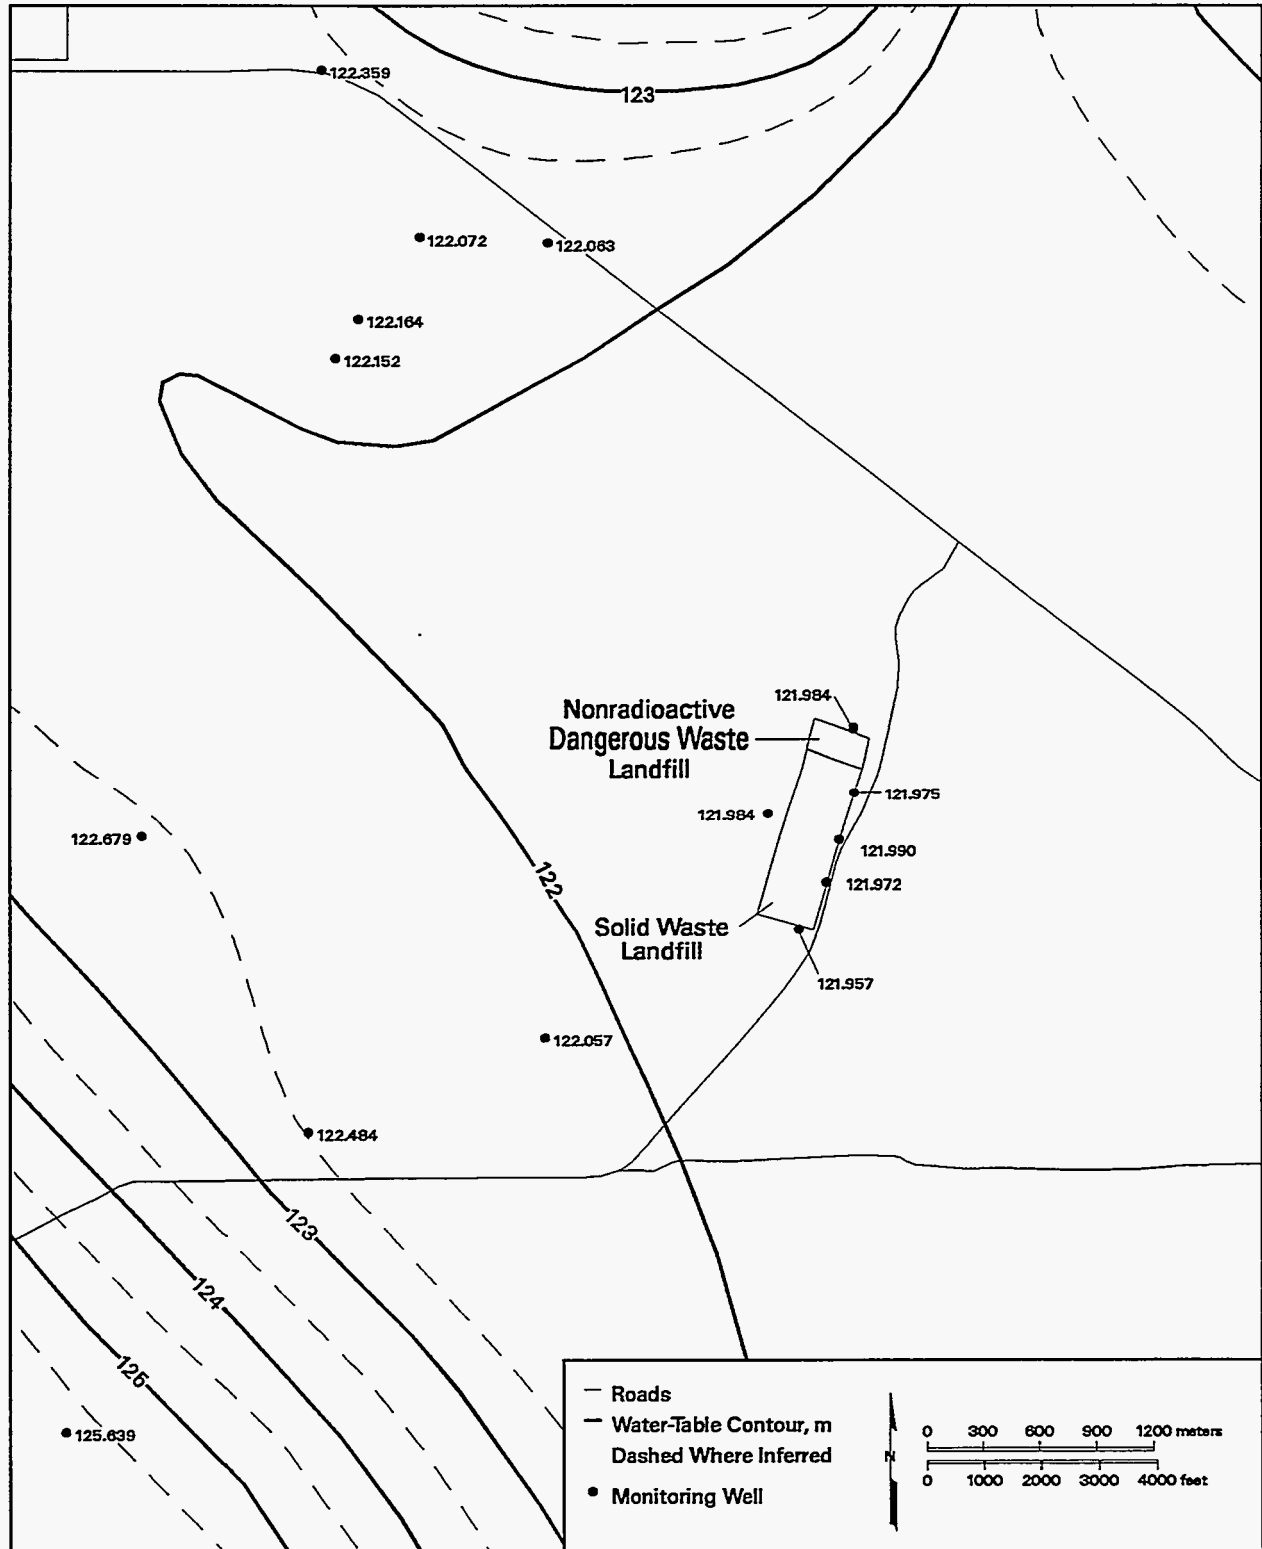 122.359
123
122.072
122.063
122.164
122.152
121.984
Nonradioactive
Dangerous Waste
Landfill
121.975
121.984
122.679
121.990
122
121.972
Solid Waste
Landfill
121.957
122.057
122.484
123
124
125
125.639
Roads
Water-Table Contour, m
Dashed Where Inferred
Monitoring Well
N
0 300 600 900 1200 meters
0 1000 2000 3000 4000 feet